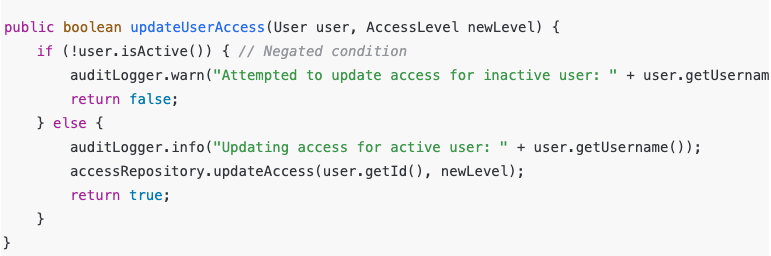 public boolean updateUserAccess(User user, AccessLevel newLevel) {
    if (!user.isActive()) { // Negated condition
        auditLogger.warn("Attempted to update access for inactive user: " + user.getUsernam
        return false;
    } else {
        auditLogger.info("Updating access for active user: " + user.getUsername());
        accessRepository.updateAccess(user.getId(), newLevel);
        return true;
    }
}